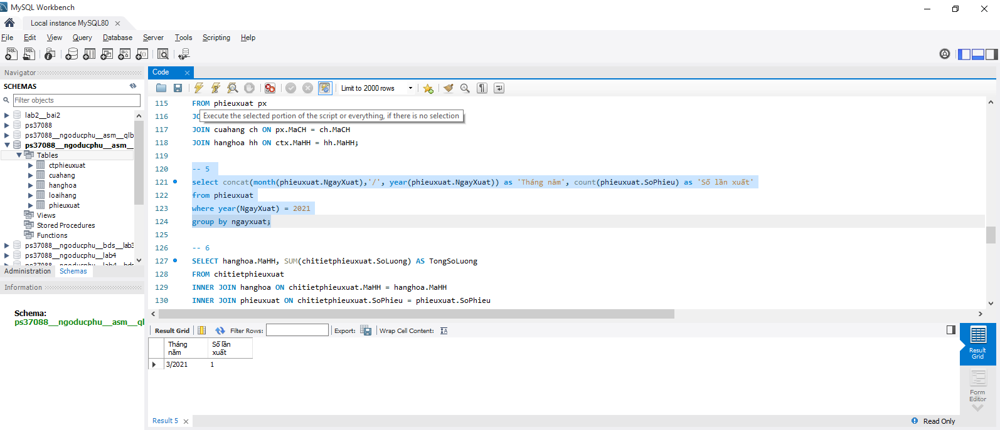 MySQL Workbench
Local instance MySQL80
File Edit View Query Database Server Tools Scripting Help
Navigator
SCHEMAS
Filter objects
lab2__bai2
ps37088
ps37088__ngoducphu__asm__qlb
ps37088__ngoducphu__asm__
Tables
ctphieuxuat
cuahang
hanghoa
loaihang
phieuxuat
Views
Stored Procedures
Functions
ps37088__ngoducphu__bds__lab3
ps37088__ngoducphu__lab4
ps37088__ngoducphu__lab4__bds
Administration Schemas
Information
Schema:
ps37088__ngoducphu__asm__ql
Code
Limit to 2000 rows
115 FROM phieuxuat px
Execute the selected portion of the script or everything, if there is no selection
116 JO
117 JOIN cuahang ch ON px.MaCH = ch.MaCH
118 JOIN hanghoa hh ON ctx.MaHH = hh.MaHH;
119
120 -- 5
121 select concat(month(phieuxuat.NgayXuat),'/', year(phieuxuat.NgayXuat)) as 'Tháng năm', count(phieuxuat.SoPhieu) as 'Số lần xuất'
122 from phieuxuat
123 where year(NgayXuat) = 2021
124 group by ngayxuat;
125
126 -- 6
127 SELECT hanghoa.MaHH, SUM(chitietphieuxuat.SoLuong) AS TongSoLuong
128 FROM chitietphieuxuat
129 INNER JOIN hanghoa ON chitietphieuxuat.MaHH = hanghoa.MaHH
130 INNER JOIN phieuxuat ON chitietphieuxuat.SoPhieu = phieuxuat.SoPhieu
Result Grid Filter Rows: Export: Wrap Cell Content:
Tháng năm Số lần xuất
3/2021 1
Result Grid
Form Editor
Result 5
Read Only